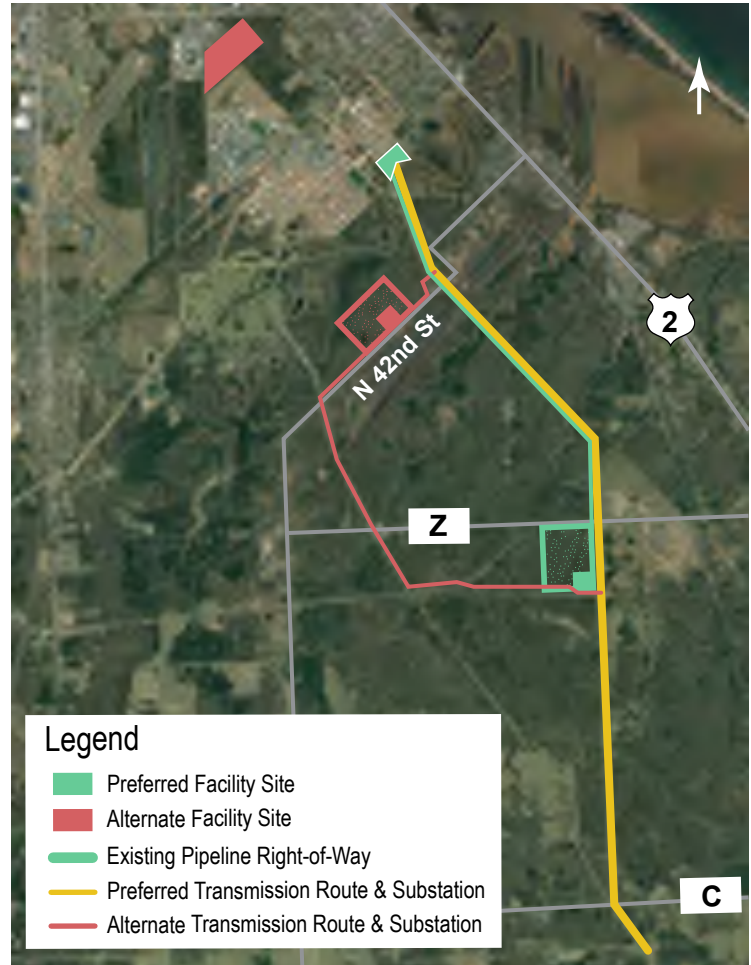 2
N 42nd St
Z
Legend
Preferred Facility Site
Alternate Facility Site
Existing Pipeline Right-of-Way
Preferred Transmission Route & Substation
Alternate Transmission Route & Substation
C